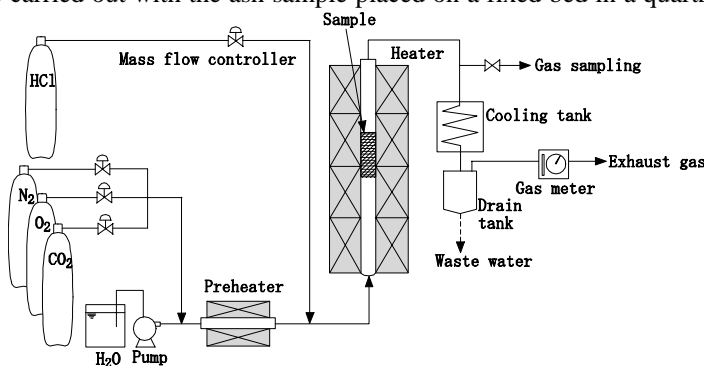 carried out with the ash sample placed on a fixed bed in a
Sample
HCl
Mass flow controller
Heater
Gas sampling
Cooling tank
N2
O2
CO2
Gas meter
Exhaust gas
Drain
tank
Waste water
Preheater
H2O
Pump